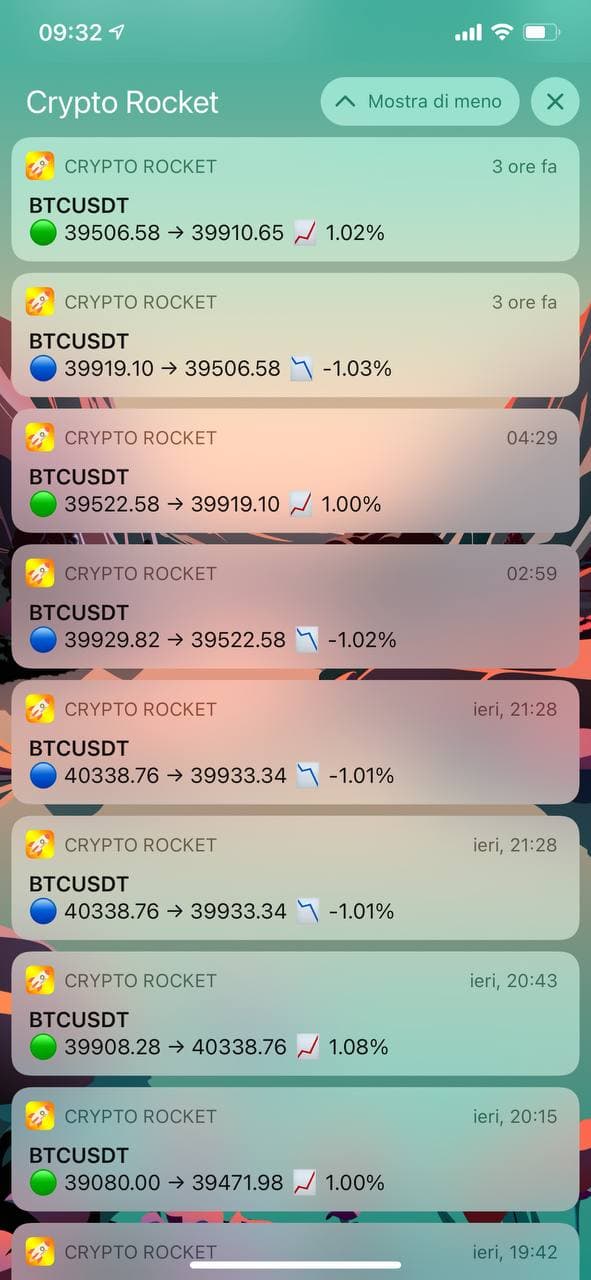 09:32
Crypto Rocket
Mostra di meno
CRYPTO ROCKET 3 ore fa
BTCUSDT
39506.58 → 39910.65 1.02%
CRYPTO ROCKET 3 ore fa
BTCUSDT
39919.10 → 39506.58 -1.03%
CRYPTO ROCKET 04:29
BTCUSDT
39522.58 → 39919.10 1.00%
CRYPTO ROCKET 02:59
BTCUSDT
39929.82 → 39522.58 -1.02%
CRYPTO ROCKET ieri, 21:28
BTCUSDT
40338.76 → 39933.34 -1.01%
CRYPTO ROCKET ieri, 21:28
BTCUSDT
40338.76 → 39933.34 -1.01%
CRYPTO ROCKET ieri, 20:43
BTCUSDT
39908.28 → 40338.76 1.08%
CRYPTO ROCKET ieri, 20:15
BTCUSDT
39080.00 → 39471.98 1.00%
CRYPTO ROCKET ieri, 19:42